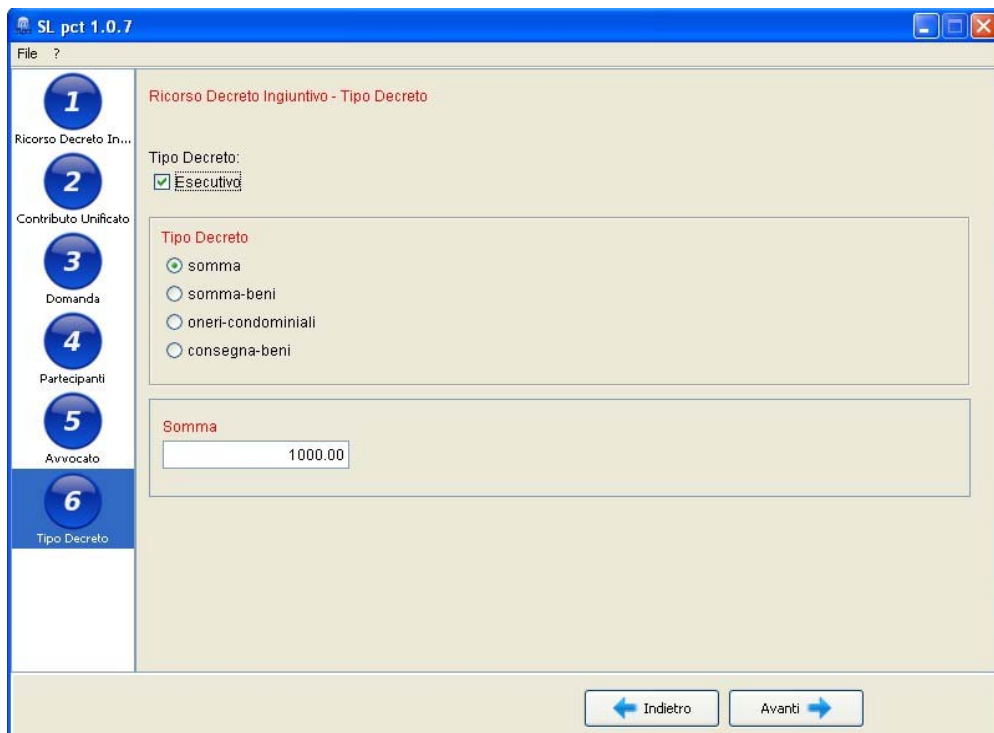 SL pct 1.0.7
File ?
1
Ricorso Decreto In...
2
Contributo Unificato
3
Domanda
4
Partecipanti
5
Avvocato
6
Tipo Decreto
Ricorso Decreto Ingiuntivo - Tipo Decreto
Tipo Decreto:
Esecutivo
Tipo Decreto
somma
somma-beni
oneri-condominiali
consegna-beni
Somma
1000.00
Indietro
Avanti